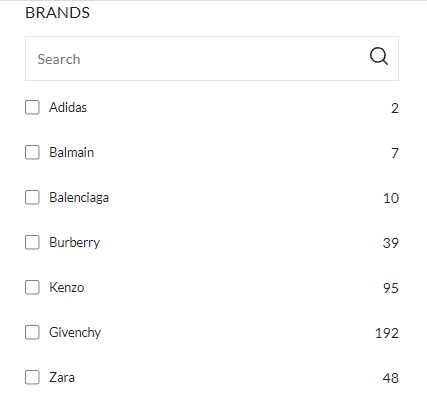 BRANDS
Search
Adidas 2
Balmain 7
Balenciaga 10
Burberry 39
Kenzo 95
Givenchy 192
Zara 48